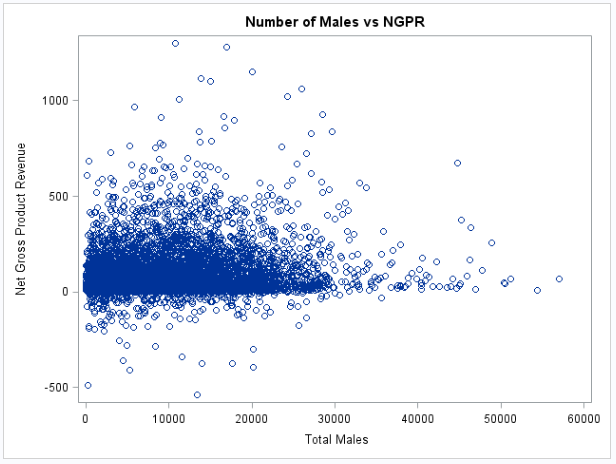 Number of Males vs NGPR
Net Gross Product Revenue
1000
500
0
-500
0 10000 20000 30000 40000 50000 60000
Total Males